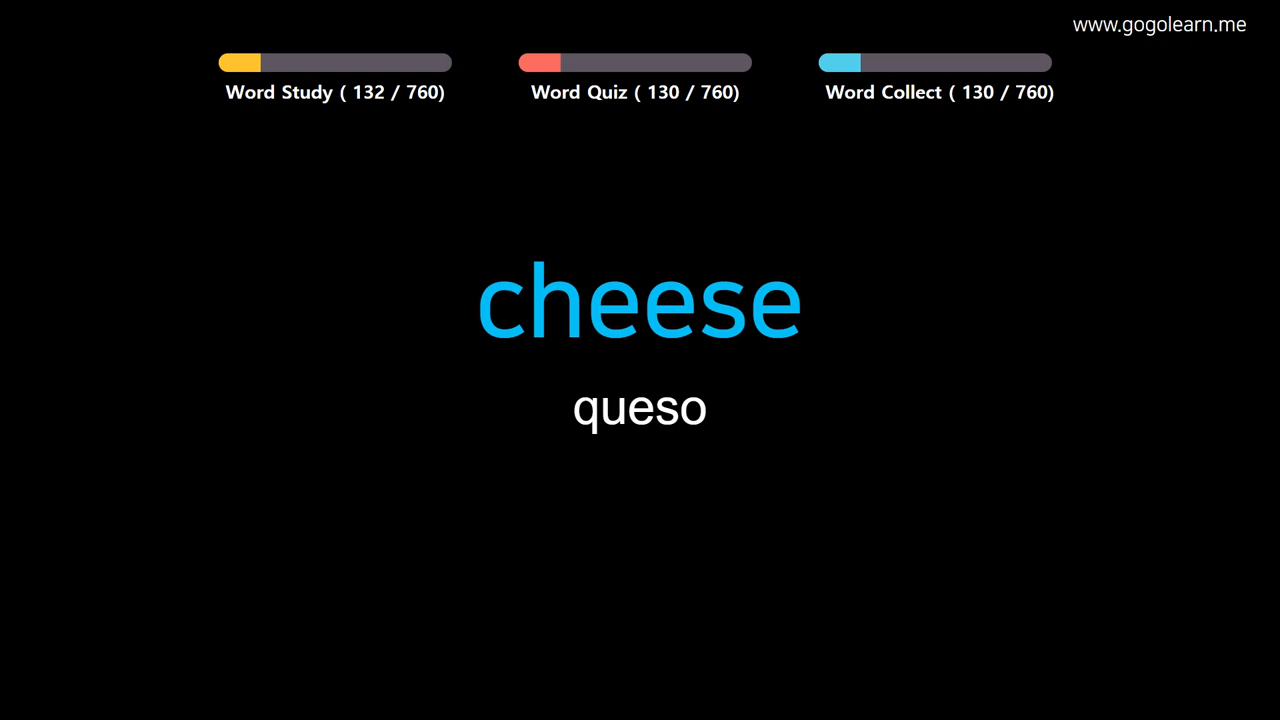 www.gogolearn.me
Word Study ( 132 / 760)
Word Quiz ( 130 / 760)
Word Collect ( 130 / 760)
cheese
queso